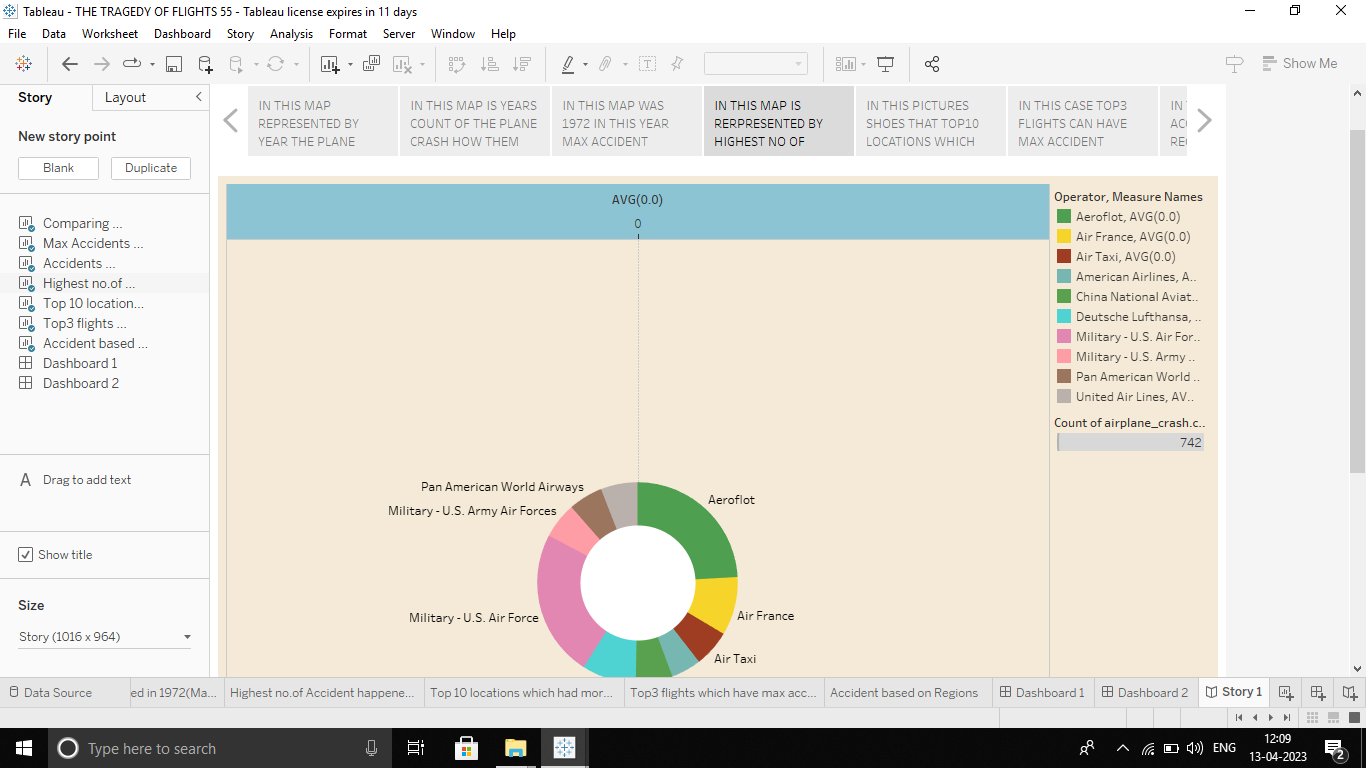 Tableau - THE TRAGEDY OF FLIGHTS 55 - Tableau license expires in 11 days
File Data Worksheet Dashboard Story Analysis Format Server Window Help
Show Me
Story Layout
New story point
Blank Duplicate
Comparing ...
Max Accidents ...
Accidents ...
Highest no.of ...
Top 10 location...
Top3 flights ...
Accident based ...
Dashboard 1
Dashboard 2
A Drag to add text
Show title
Size
Story (1016 x 964)
IN THIS MAP
REPRESENTED BY
YEAR THE PLANE
IN THIS MAP IS YEARS
COUNT OF THE PLANE
CRASH HOW THEM
IN THIS MAP WAS
1972 IN THIS YEAR
MAX ACCIDENT
IN THIS MAP IS
RERPRESENTED BY
HIGHEST NO OF
IN THIS PICTURES
SHOES THAT TOP10
LOCATIONS WHICH
IN THIS CASE TOP3
FLIGHTS CAN HAVE
MAX ACCIDENT
AVG(0.0)
0
Pan American World Airways
Military - U.S. Army Air Forces
Aeroflot
Military - U.S. Air Force
Air France
Air Taxi
Operator, Measure Names
Aeroflot, AVG(0.0)
Air France, AVG(0.0)
Air Taxi, AVG(0.0)
American Airlines, A..
China National Aviat..
Deutsche Lufthansa, ..
Military - U.S. Air For..
Military - U.S. Army ..
Pan American World ..
United Air Lines, AV..
Count of airplane_crash.c..
742
Data Source ed in 1972(Ma... Highest no.of Accident happene... Top 10 locations which had mor... Top3 flights which have max acc... Accident based on Regions Dashboard 1 Dashboard 2 Story 1
Type here to search
ENG
12:09
13-04-2023
2